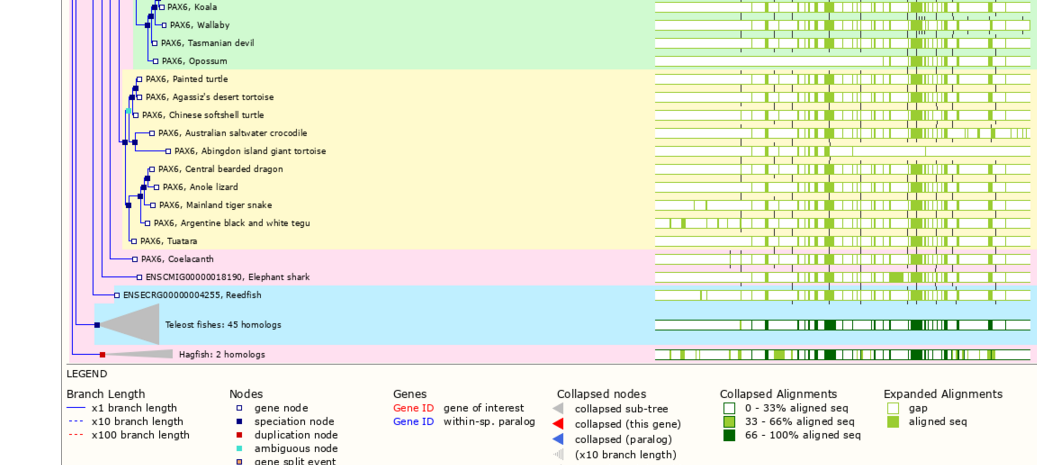 PAX6, Koala
PAX6, Wallaby
PAX6, Tasmanian devil
PAX6, Opossum
PAX6, Painted turtle
PAX6, Agassiz's desert tortoise
PAX6, Chinese softshell turtle
PAX6, Australian saltwater crocodile
PAX6, Abingdon island giant tortoise
PAX6, Central bearded dragon
PAX6, Anole lizard
PAX6, Mainland tiger snake
PAX6, Argentine black and white tegu
PAX6, Tuatara
PAX6, Coelacanth
ENSCMIG00000018190, Elephant shark
ENSECRG00000004255, Reedfish
Teleost fishes: 45 homologs
Hagfish: 2 homologs
LEGEND
Branch Length
x1 branch length
x10 branch length
x100 branch length
Nodes
gene node
speciation node
duplication node
ambiguous node
gene split event
Genes
Gene ID gene of interest
Gene ID within-sp. paralog
Collapsed nodes
collapsed sub-tree
collapsed (this gene)
collapsed (paralog)
(x10 branch length)
Collapsed Alignments
0 - 33% aligned seq
33 - 66% aligned seq
66 - 100% aligned seq
Expanded Alignments
gap
aligned seq